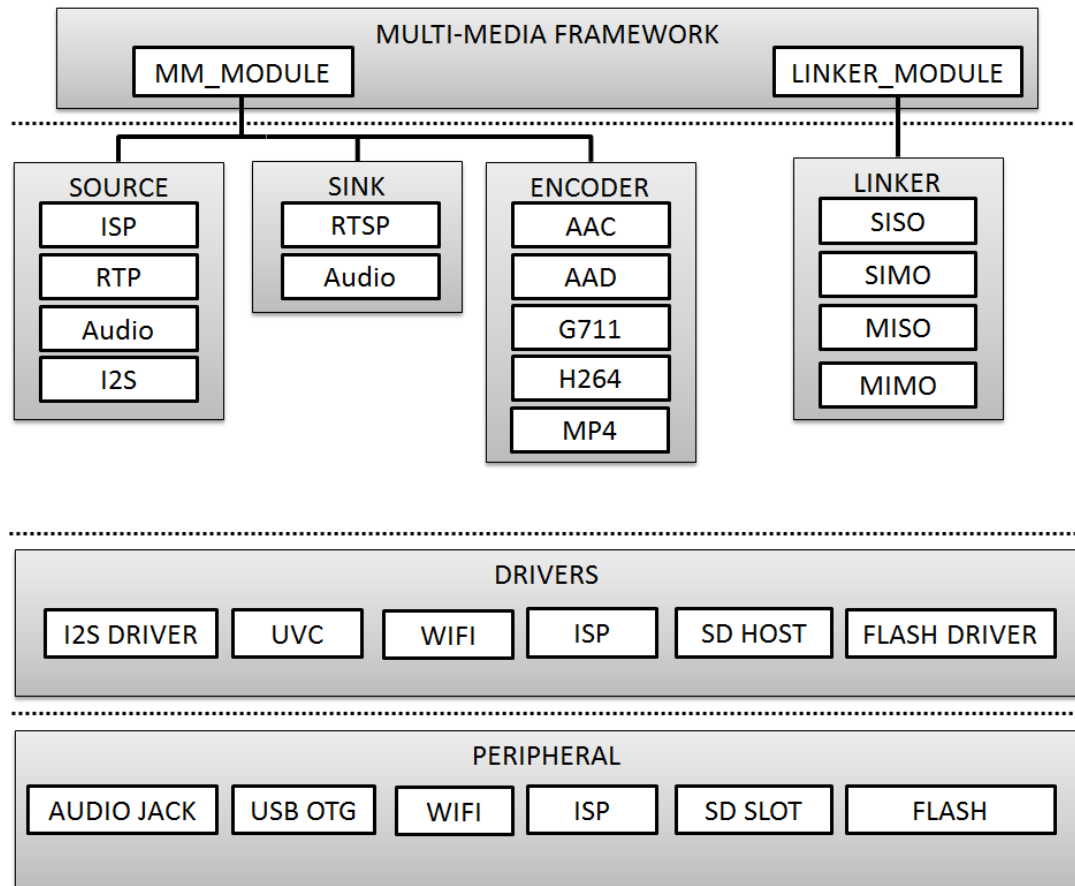 MULTI-MEDIA FRAMEWORK
MM_MODULE
LINKER_MODULE
SOURCE
ISP
RTP
Audio
I2S
SINK
RTSP
Audio
ENCODER
AAC
AAD
G711
H264
MP4
LINKER
SISO
SIMO
MISO
MIMO
DRIVERS
I2S DRIVER
UVC
WIFI
ISP
SD HOST
FLASH DRIVER
PERIPHERAL
AUDIO JACK
USB OTG
WIFI
ISP
SD SLOT
FLASH